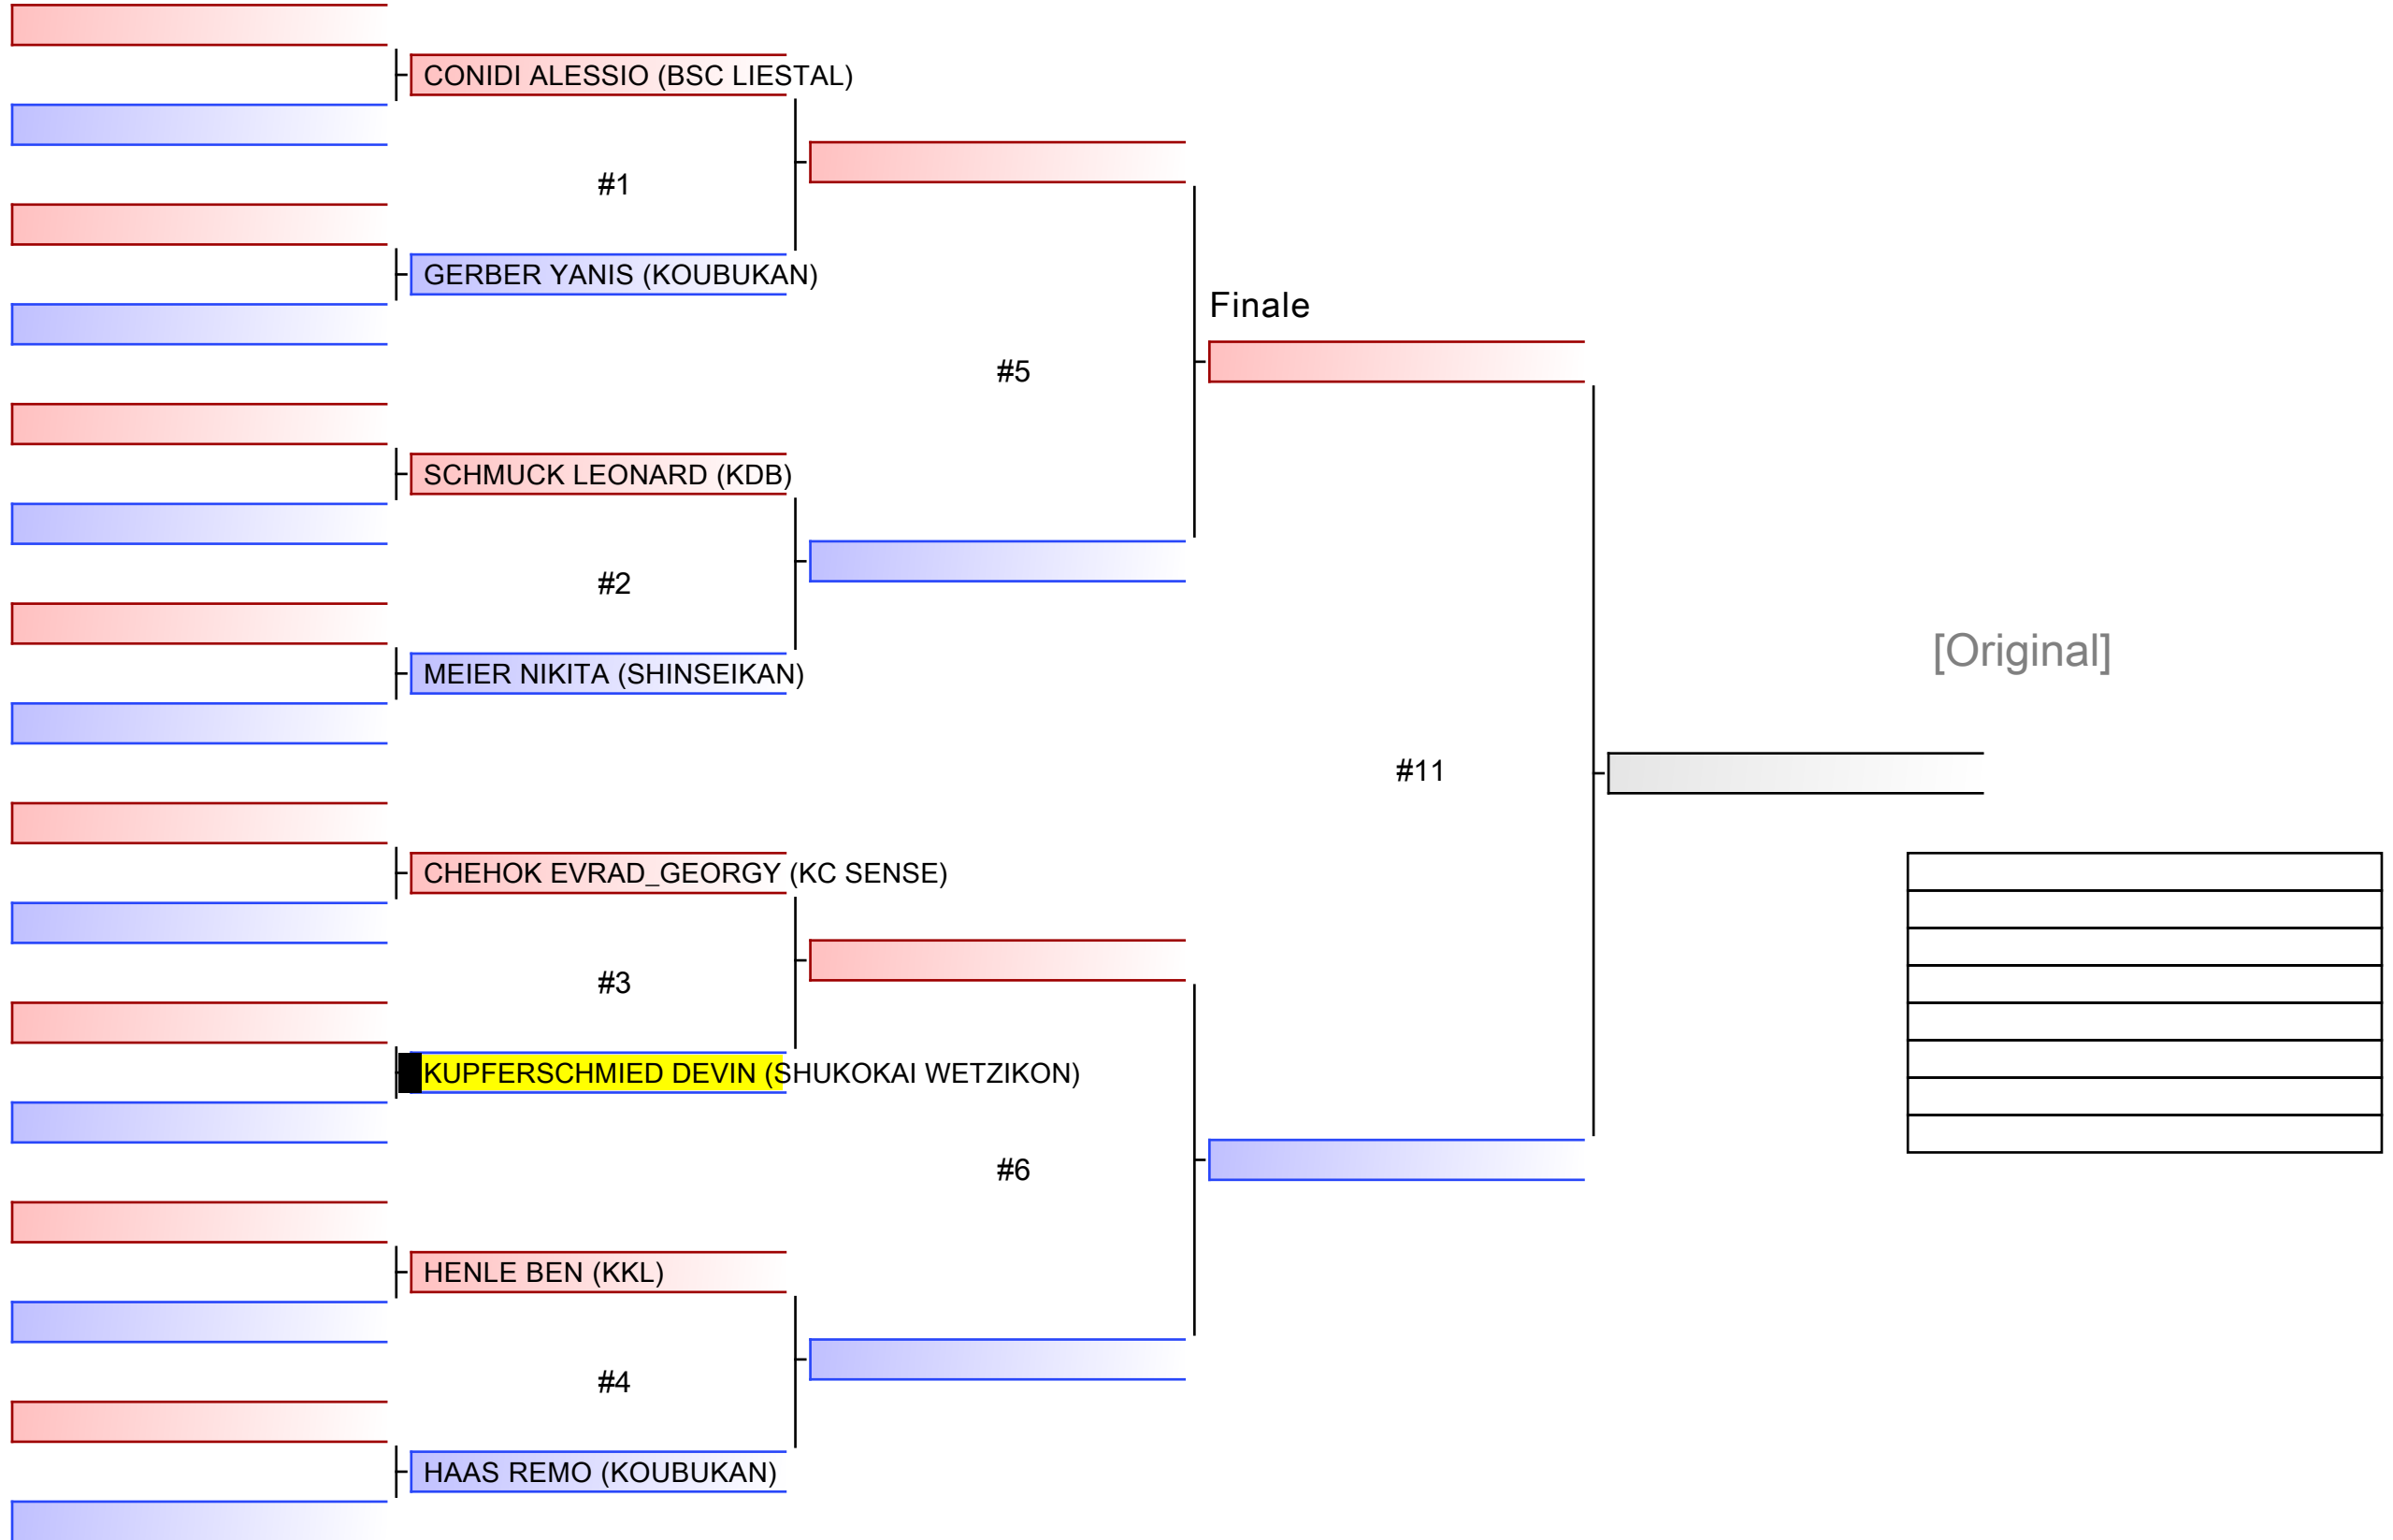 CONIDI ALESSIO (BSC LIESTAL)
#1
GERBER YANIS (KOUBUKAN)
Finale
#5
SCHMUCK LEONARD (KDB)
#2
MEIER NIKITA (SHINSEIKAN)
[Original]
#11
CHEHOK EVRAD_GEORGY (KC SENSE)
#3
KUPFERSCHMIED DEVIN (SHUKOKAI WETZIKON)
#6
HENLE BEN (KKL)
#4
HAAS REMO (KOUBUKAN)